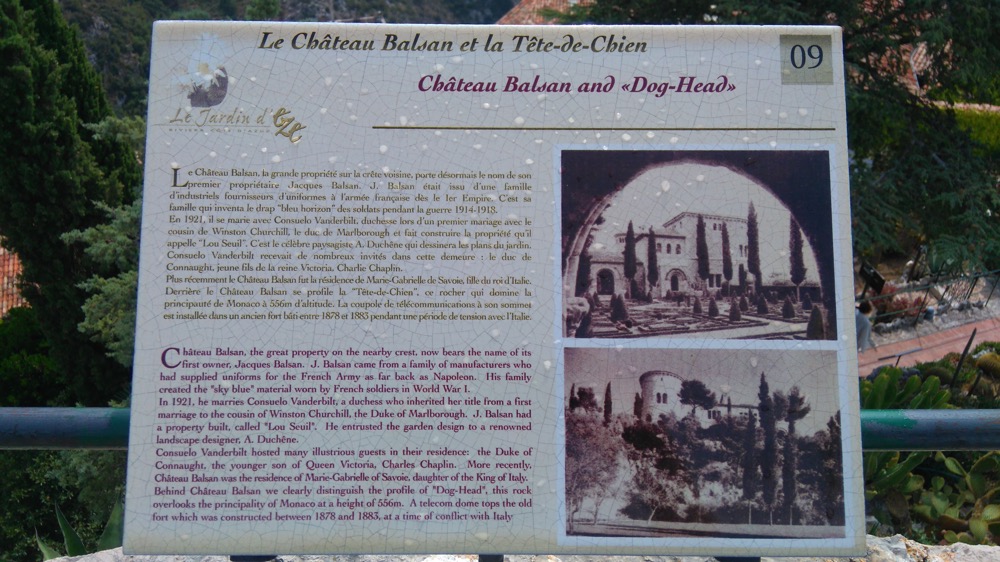 Le Château Balsan et la Tête-de-Chien
09
Château Balsan and «Dog-Head»
Le Jardin d'eze
Le Château Balsan, la grande propriété sur la crête voisine, porte désormais le nom de son
premier propriétaire Jacques Balsan. J. Balsan était issu d'une famille
d'industriels fournisseurs d'uniformes à l'armée française dès le 1er Empire. C'est sa
famille qui inventa le drap "bleu horizon" des soldats pendant la guerre 1914-1918.
En 1921, il se marie avec Consuelo Vanderbilt, duchesse lors d'un premier mariage avec le
cousin de Winston Churchill, le duc de Marlborough et fait construire la propriété qu'il
appelle "Lou Seuil". C'est le célèbre paysagiste A. Duchêne qui dessinera les plans du jardin.
Consuelo Vanderbilt recevait de nombreux invités dans cette demeure : le duc de
Connaught, jeune fils de la reine Victoria, Charlie Chaplin.
Plus récemment le Château Balsan fut la résidence de Marie-Gabrielle de Savoie, fille du roi d'Italie.
Derrière le Château Balsan se profile la "Tête-de-Chien", ce rocher qui domine la
principauté de Monaco à 556m d'altitude. La coupole de télécommunications à son sommet
est installée dans un ancien fort bâti entre 1878 et 1883 pendant une période de tension avec l'Italie.
Château Balsan, the great property on the nearby crest, now bears the name of its
first owner, Jacques Balsan. J. Balsan came from a family of manufacturers who
had supplied uniforms for the French Army as far back as Napoleon. His family
created the "sky blue" material worn by French soldiers in World War I.
In 1921, he marries Consuelo Vanderbilt, a duchess who inherited her title from a first
marriage to the cousin of Winston Churchill, the Duke of Marlborough. J. Balsan had
a property built, called "Lou Seuil". He entrusted the garden design to a renowned
landscape designer, A. Duchêne.
Consuelo Vanderbilt hosted many illustrious guests in their residence: the Duke of
Connaught, the younger son of Queen Victoria, Charles Chaplin. More recently,
Château Balsan was the residence of Marie-Gabrielle of Savoie, daughter of the King of Italy.
Behind Château Balsan we clearly distinguish the profile of "Dog-Head", this rock
overlooks the principality of Monaco at a height of 556m. A telecom dome tops the old
fort which was constructed between 1878 and 1883, at a time of conflict with Italy